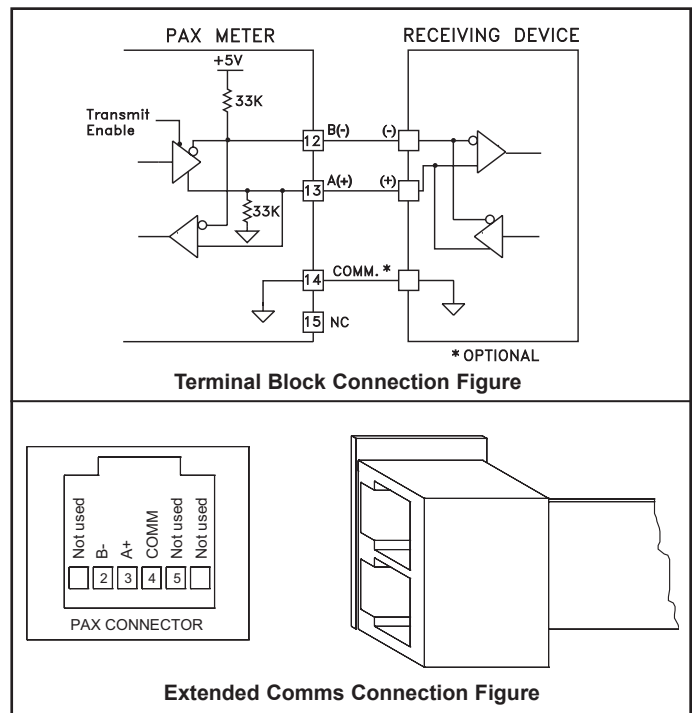 PAX METER
RECEIVING DEVICE
+5V
33K
Transmit
Enable
12 B(-) (-)
13 A(+) (+)
33K
14 COMM. *
15 NC
* OPTIONAL
Terminal Block Connection Figure
Not used
B-
A+
COMM
Not used
Not used
2 3 4 5
PAX CONNECTOR
Extended Comms Connection Figure